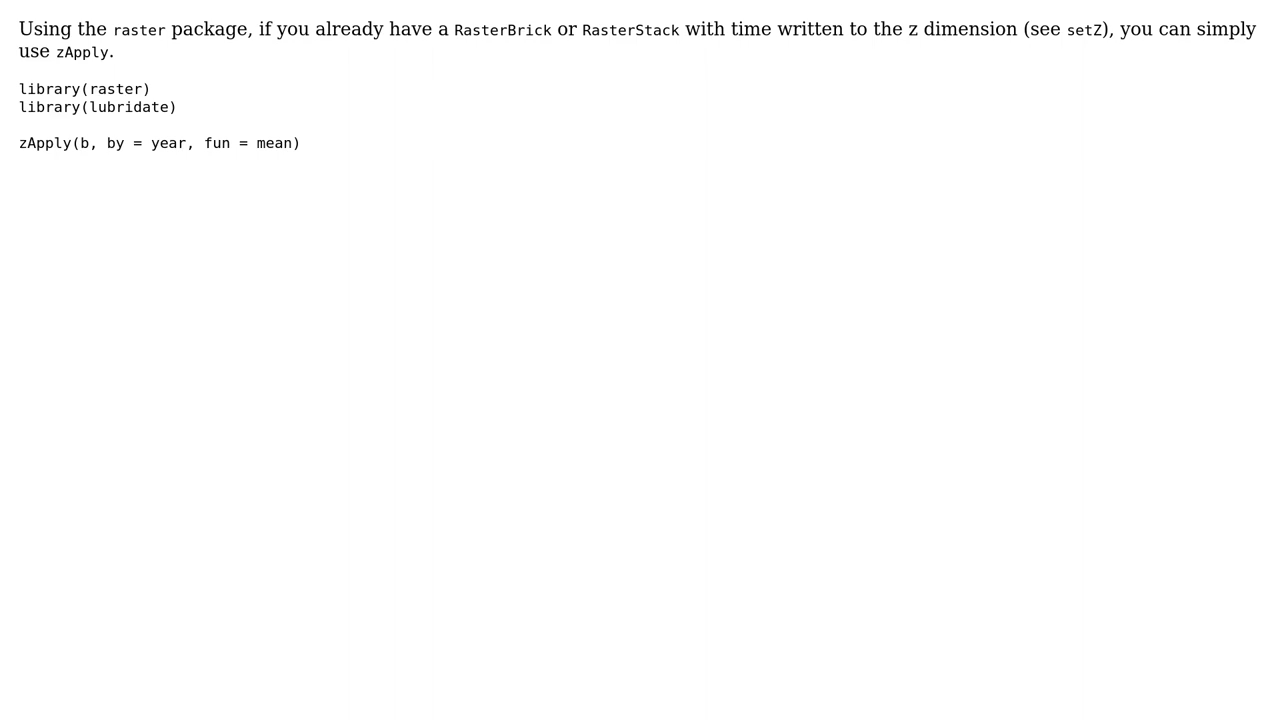 Using the raster package, if you already have a RasterBrick or RasterStack with time written to the z dimension (see setZ), you can simply
use zApply.
library(raster)
library(lubridate)
zApply(b, by = year, fun = mean)